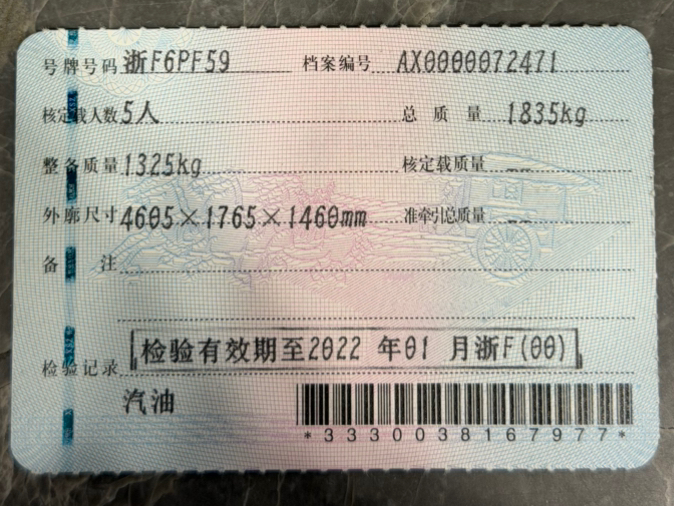 号牌号码 浙F6PF59 档案编号 AX0000072471
核定载人数 5人 总质量 1835kg
整备质量 1325kg 核定载质量 --
外廓尺寸 4605×1765×1460mm 准牵引总质量 --
备注
检验记录 检验有效期至2022 年01 月浙F(00)
汽油
*3330038167977*